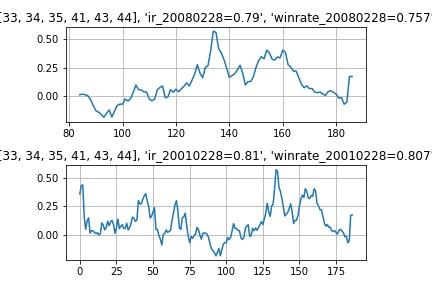 [33, 34, 35, 41, 43, 44], 'ir_20080228=0.79', 'winrate_20080228=0.757'
0.50
0.25
0.00
80 100 120 140 160 180
[33, 34, 35, 41, 43, 44], 'ir_20010228=0.81', 'winrate_20010228=0.807'
0.50
0.25
0.00
0 25 50 75 100 125 150 175